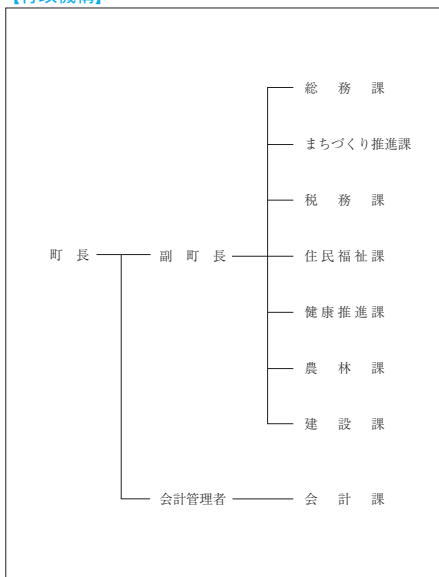 【行政機構】
総務課
まちづくり推進課
税務課
町長 副町長 住民福祉課
健康推進課
農林課
建設課
会計管理者 会計課